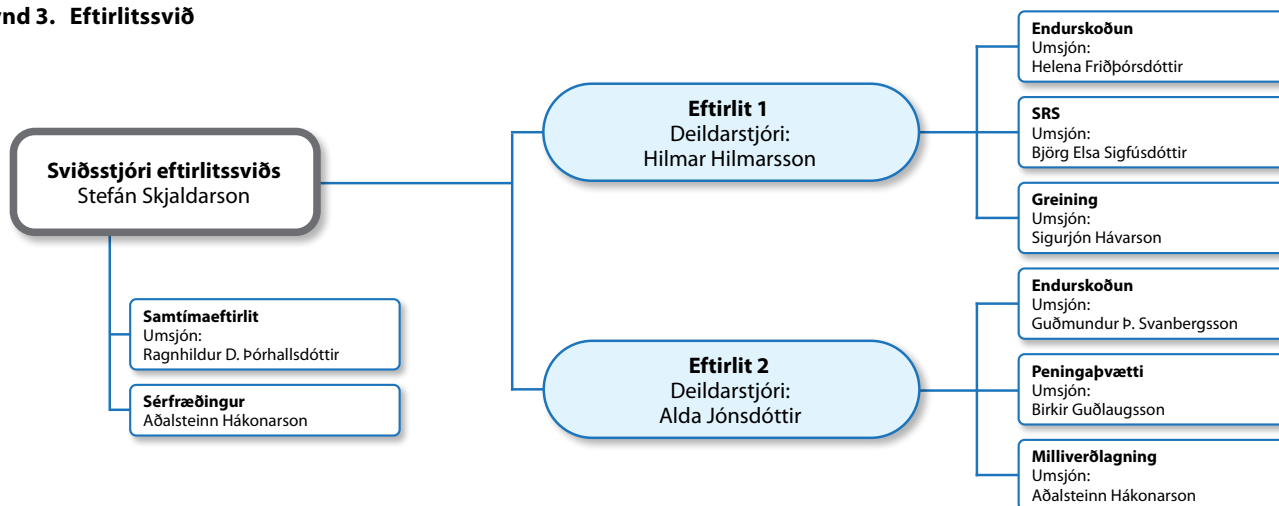 nd 3. Eftirlitssvið
Sviðsstjóri eftirlitssviðs
Stefán Skjaldarson
Samtímaeftirlit
Umsjón:
Ragnhildur D. Þórhallsdóttir
Sérfræðingur
Aðalsteinn Hákonarson
Eftirlit 1
Deildarstjóri:
Hilmar Hilmarsson
Endurskoðun
Umsjón:
Helena Friðþórsdóttir
SRS
Umsjón:
Björg Elsa Sigfúsdóttir
Greining
Umsjón:
Sigurjón Hávarson
Eftirlit 2
Deildarstjóri:
Alda Jónsdóttir
Endurskoðun
Umsjón:
Guðmundur Þ. Svanbergsson
Peningaþvætti
Umsjón:
Birkir Guðlaugsson
Milliverðlagning
Umsjón:
Aðalsteinn Hákonarson